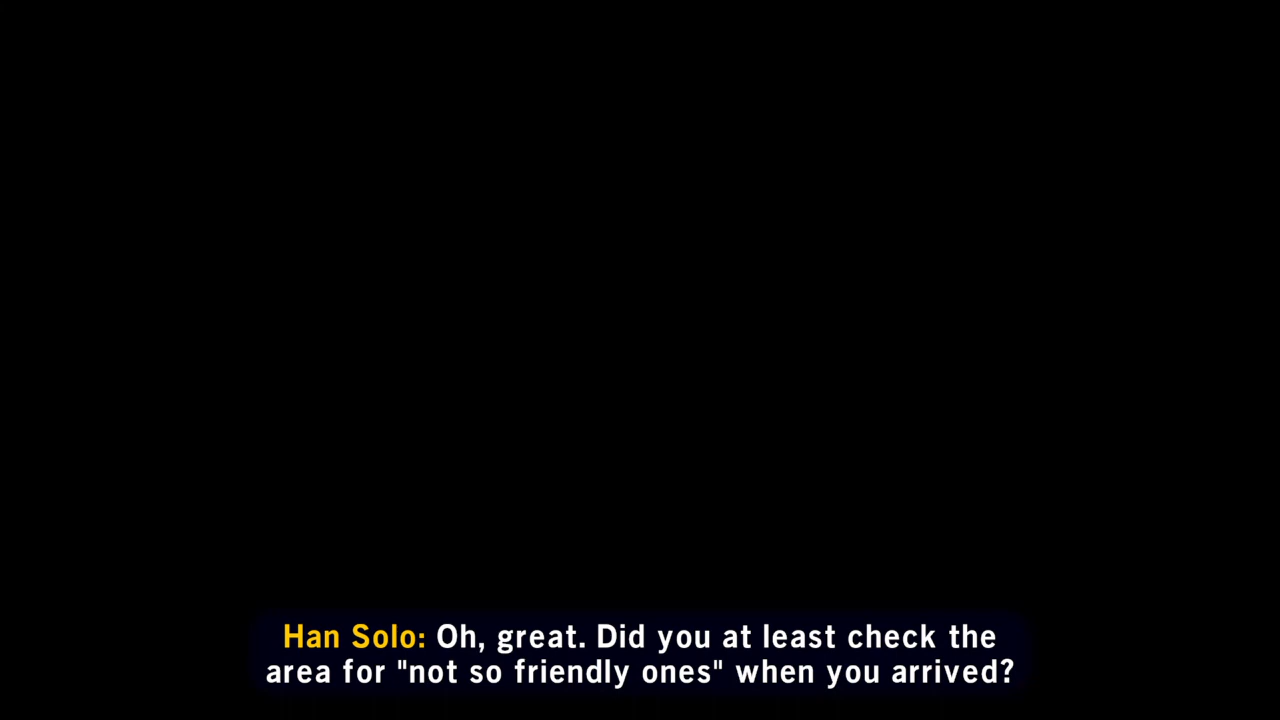 Han Solo: Oh, great. Did you at least check the
area for "not so friendly ones" when you arrived?